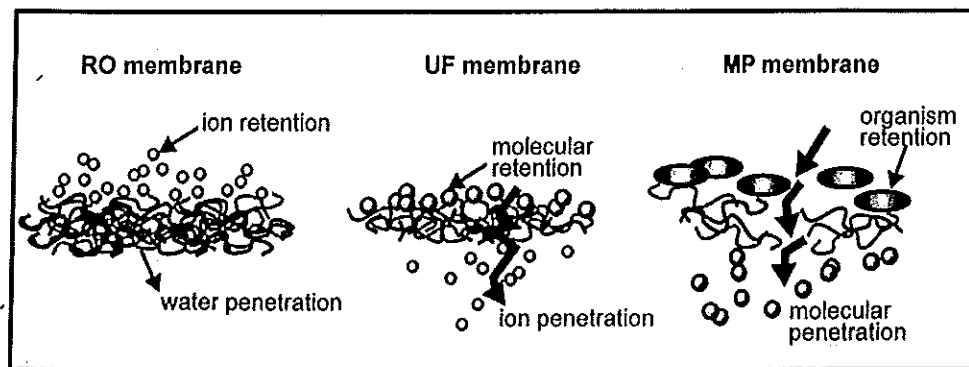 RO membrane
ion retention
water penetration
UF membrane
molecular
retention
ion penetration
MP membrane
organism
retention
molecular
penetration